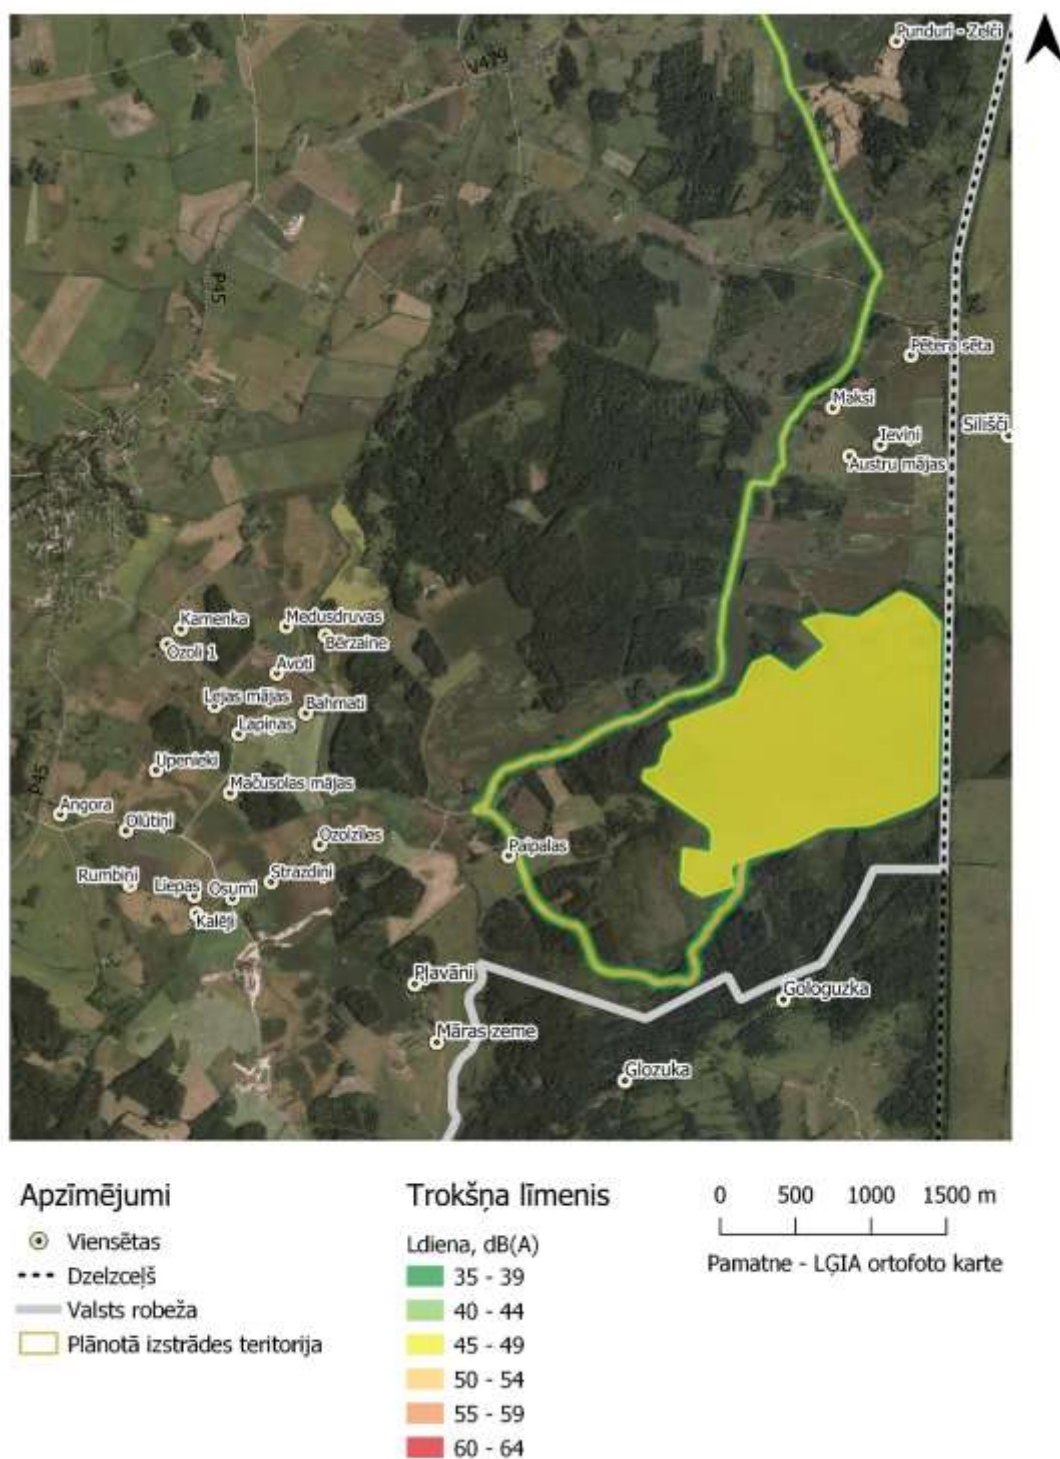 Punduri - Zelči
V499
P45
Pētera sēta
Maksi
Silišči
Ieviņi
Austru mājas
Kamenka
Medusdruvas
Ozoli 1
Bērzaine
Avoti
Lejas mājas
Bahmati
Lapiņas
Upenieki
P45
Mačusolas mājas
Angora
Olūtiņi
Ozolzīles
Paipalas
Rumbiņi
Liepas
Osumi
Strazdiņi
Kalēji
Pļavāni
Gologuzka
Māras zeme
Glozuka
Apzīmējumi
Viensētas
Dzelzceļš
Valsts robeža
Plānotā izstrādes teritorija
Trokšņa līmenis
Ldiena, dB(A)
35 - 39
40 - 44
45 - 49
50 - 54
55 - 59
60 - 64
0 500 1000 1500 m
Pamatne - LĢIA ortofoto karte